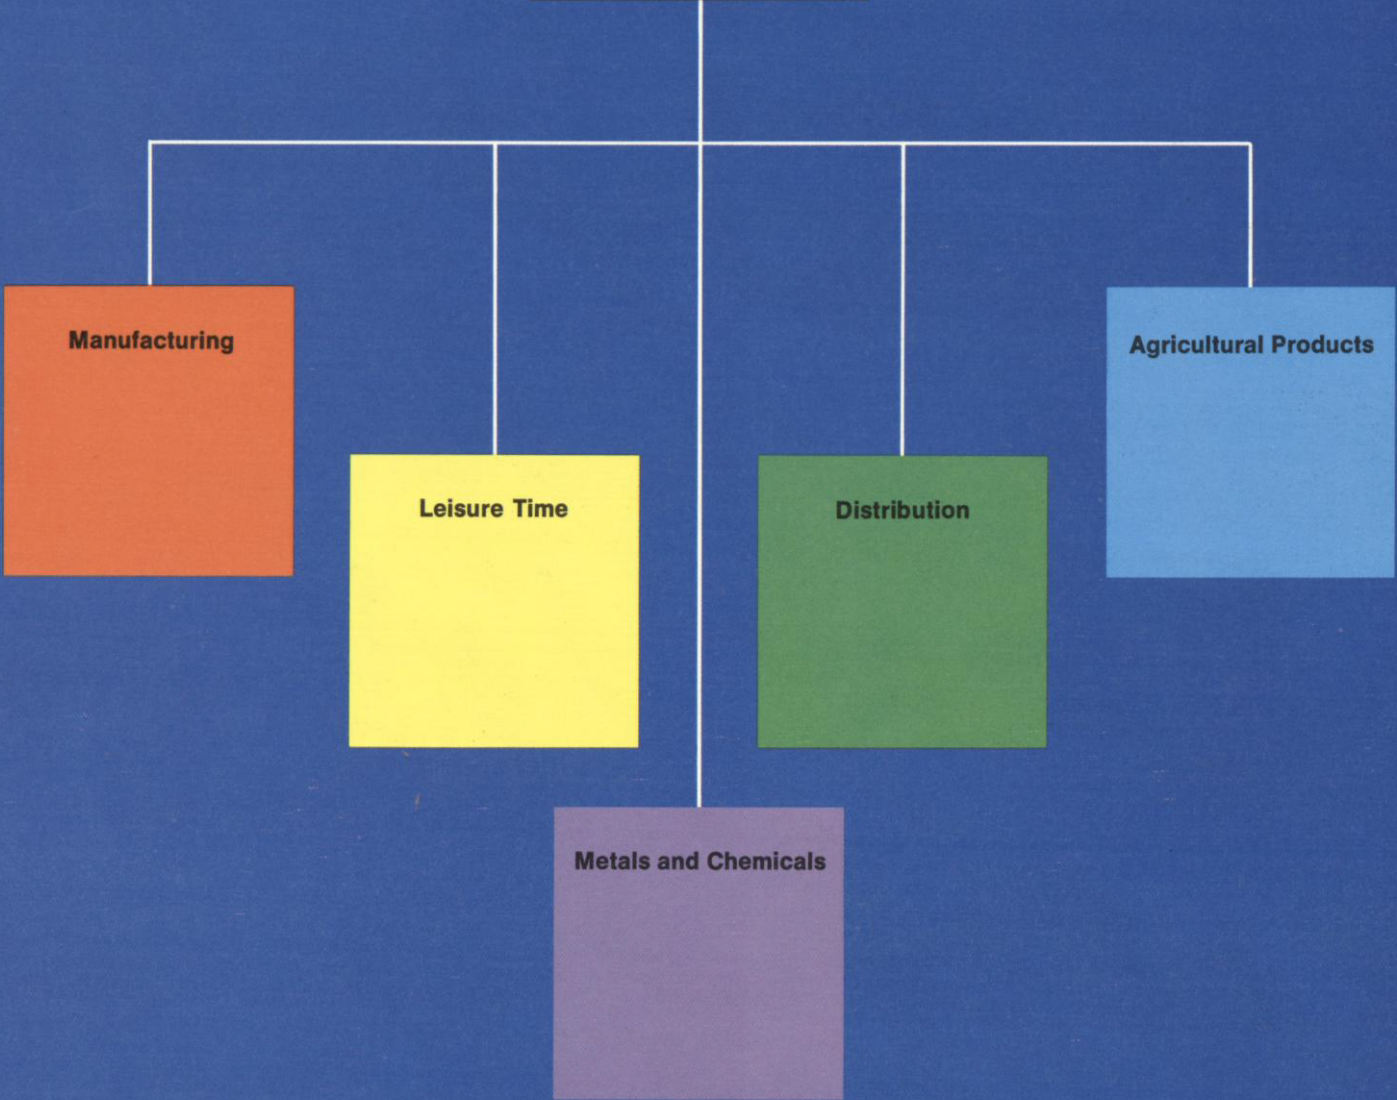 Manufacturing
Agricultural Products
Leisure Time
Distribution
Metals and Chemicals